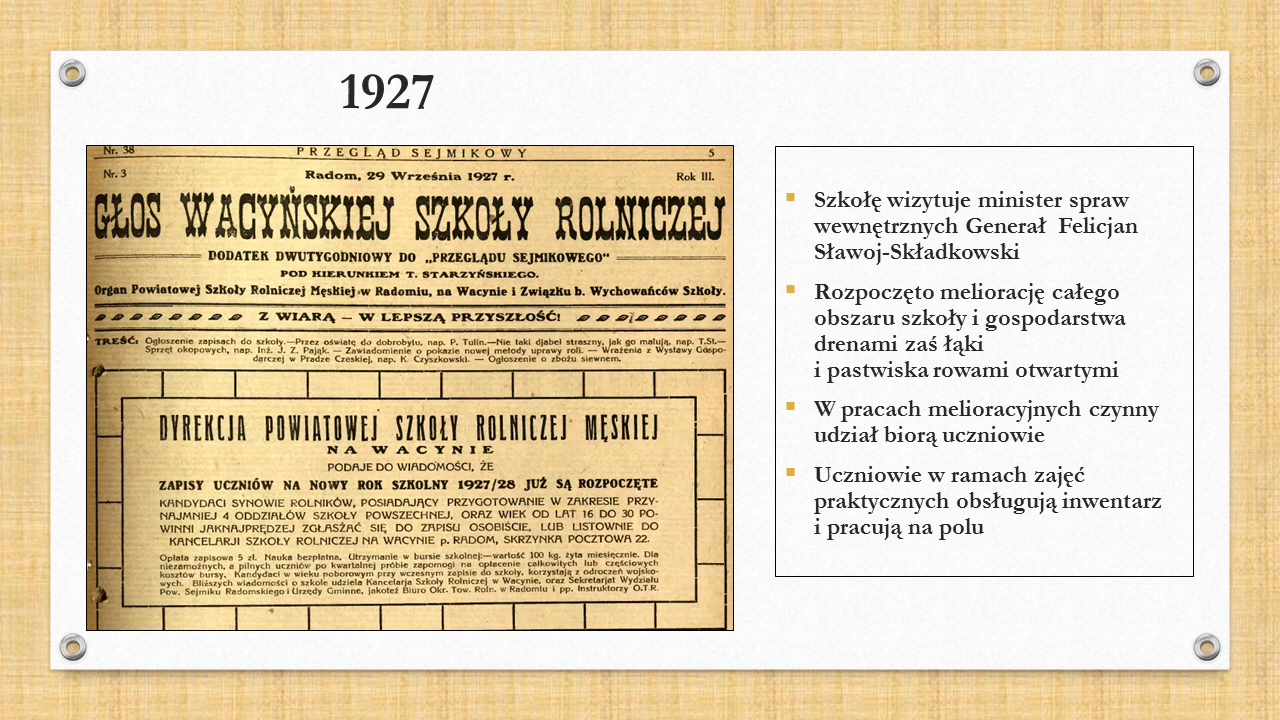 1927
Nr. 38 PRZEGLĄD SEJMIKOWY 5
Nr. 3 Radom, 29 Września 1927 r. Rok III.
GŁOS WACYŃSKIEJ SZKOŁY ROLNICZEJ
DODATEK DWUTYGODNIOWY DO „PRZEGLĄDU SEJMIKOWEGO“
POD KIERUNKIEM T. STARZYŃSKIEGO.
Organ Powiatowej Szkoły Rolniczej Męskiej w Radomiu, na Wacynie i Związku b. Wychowańców Szkoły.
Z WIARĄ — W LEPSZĄ PRZYSZŁOŚĆ!
TREŚĆ: Ogłoszenie zapisach do szkoły.—Przez oświatę do dobrobytu, nap. P. Tulin.—Nie taki djabeł straszny, jak go malują, nap. T.St.—
Sprzęt okopowych, nap. Inż. J. Z. Pająk. — Zawiadomienie o pokazie nowej metody uprawy roli. — Wrażenia z Wystawy Gospo-
darczej w Pradze Czeskiej, nap. K. Czyszkowski. — Ogłoszenie o zbożu siewnem.
DYREKCJA POWIATOWEJ SZKOŁY ROLNICZEJ MĘSKIEJ
NA WACYNIE
PODAJE DO WIADOMOŚCI, ŻE
ZAPISY UCZNIÓW NA NOWY ROK SZKOLNY 1927/28 JUŻ SĄ ROZPOCZĘTE
KANDYDACI SYNOWIE ROLNIKÓW, POSIADAJĄCY PRZYGOTOWANIE W ZAKRESIE PRZY-
NAJMNIEJ 4 ODDZIAŁÓW SZKOŁY POWSZECHNEJ, ORAZ WIEK OD LAT 16 DO 30 PO-
WINNI JAKNAJPRĘDZEJ ZGŁASZAĆ SIĘ DO ZAPISU OSOBIŚCIE, LUB LISTOWNIE DO
KANCELARJI SZKOŁY ROLNICZEJ NA WACYNIE p. RADOM, SKRZYNKA POCZTOWA 22.
Opłata zapisowa 5 zł. Nauka bezpłatna. Utrzymanie w bursie szkolnej:—wartość 100 kg. żyta miesięcznie. Dla
niezamożnych, a pilnych uczniów po kwartalnej próbie zapomogi na opłacenie całkowitych lub częściowych
kosztów bursy. Kandydaci w wieku poborowym przy wczesnym zapisie do szkoły, korzystają z odroczeń wojsko-
wych. Bliższych wiadomości o szkole udziela Kancelarja Szkoły Rolniczej w Wacynie, oraz Sekretarjat Wydziału
Pow. Sejmiku Radomskiego i Urzędy Gminne, jakoteż Biuro Okr. Tow. Roln. w Radomiu i pp. Instruktorzy O.T.R.
Szkołę wizytuje minister spraw
wewnętrznych Generał Felicjan
Sławoj-Składkowski
Rozpoczęto meliorację całego
obszaru szkoły i gospodarstwa
drenami zaś łąki
i pastwiska rowami otwartymi
W pracach melioracyjnych czynny
udział biorą uczniowie
Uczniowie w ramach zajęć
praktycznych obsługują inwentarz
i pracują na polu